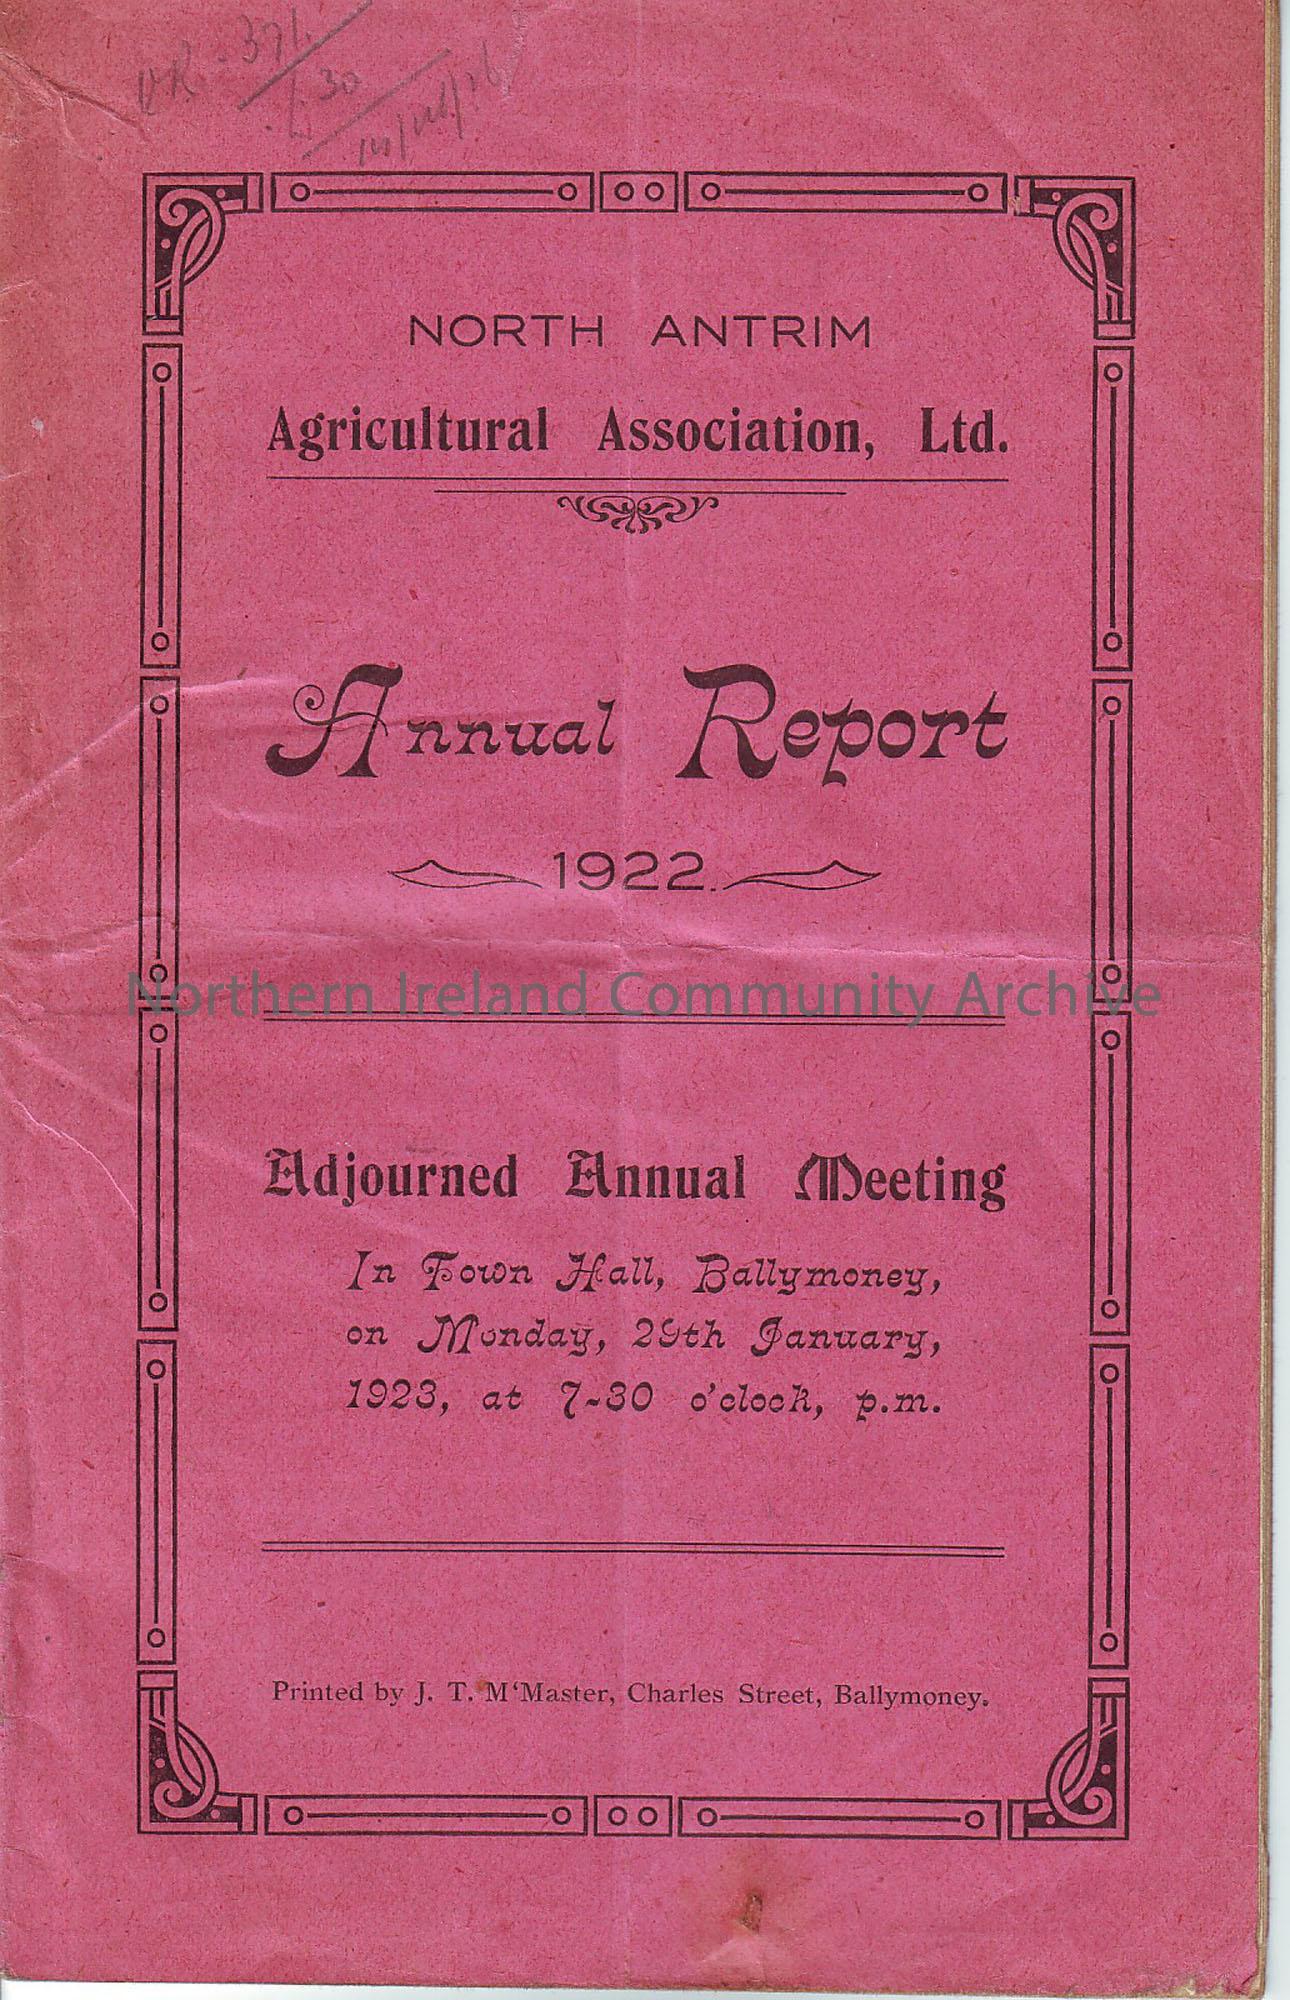 NORTH ANTRIM
Agricultural Association, Ltd.
Annual Report
1922.
Northern Ireland Community Archive
Adjourned Annual Meeting
In Town Hall, Ballymoney,
on Monday, 29th January,
1923, at 7-30 o'clock, p.m.
Printed by J. T. M‘Master, Charles Street, Ballymoney.